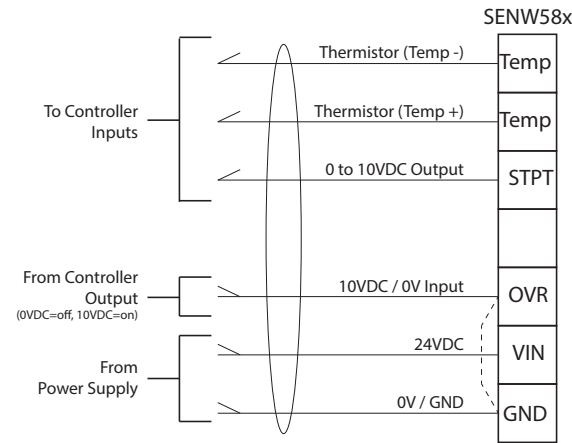 SENW58x
Thermistor (Temp -)
Temp
To Controller
Inputs
Thermistor (Temp +)
Temp
0 to 10VDC Output
STPT
From Controller
Output
(0VDC=off, 10VDC=on)
10VDC / 0V Input
OVR
From
Power Supply
24VDC
VIN
0V / GND
GND